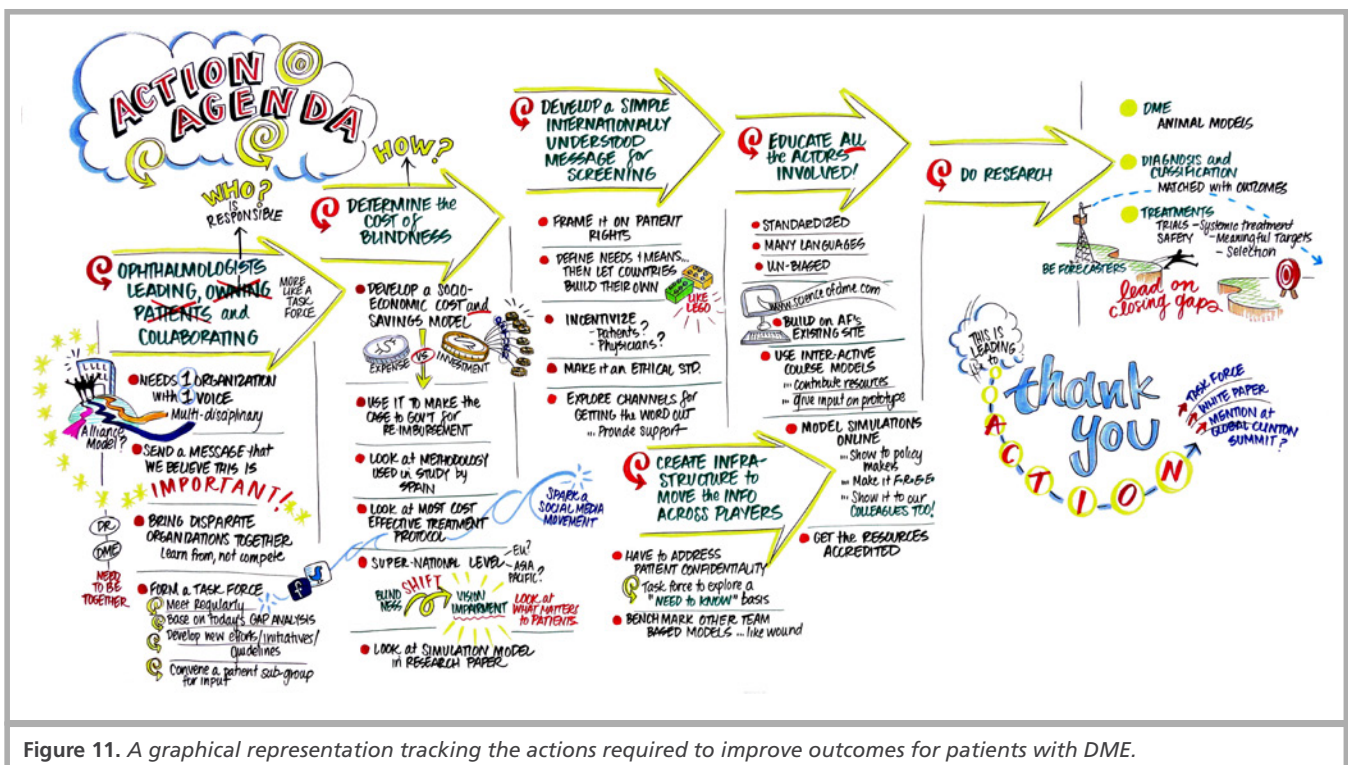 ACTION
AGENDA
WHO?
IS
RESPONSIBLE
OPHTHALMOLOGISTS
LEADING, OWNING
PATIENTS and
COLLABORATING
MORE
LIKE A
TASK
FORCE
NEEDS 1 ORGANIZATION
with 1 VOICE
Multi-disciplinary
Alliance
Model?
SEND A MESSAGE THAT
WE BELIEVE THIS IS
IMPORTANT!
DR
DME
NEED
TO BE
TOGETHER
BRING DISPARATE
ORGANIZATIONS TOGETHER
Learn from, not compete
FORM a TASK FORCE
Meet Regularly
Base on today's GAP ANALYSIS
Develop new efforts/initiatives/
guidelines
Convene a patient sub-group
for input
HOW?
DETERMINE the
COST OF
BLINDNESS
DEVELOP a SOCIO-
ECONOMIC COST and
SAVINGS MODEL
EXPENSE VS INVESTMENT
USE IT TO MAKE THE
CASE to GOV'T for
RE-IMBURSEMENT
LOOK at METHODOLOGY
USED in STUDY by
SPAIN
LOOK at MOST COST
EFFECTIVE TREATMENT
PROTOCOL
SPARK a
SOCIAL MEDIA
MOVEMENT
f
SUPER-NATIONAL LEVEL
EU?
ASIA
PACIFIC?
BLIND
NESS
SHIFT
VISION
IMPAIRMENT
LOOK at
WHAT MATTERS
to PATIENTS
LOOK at SIMULATION MODEL
in RESEARCH PAPER
DEVELOP a SIMPLE
INTERNATIONALLY
UNDERSTOOD
MESSAGE for
SCREENING
FRAME it ON PATIENT
RIGHTS
DEFINE NEEDS + MEANS...
THEN LET COUNTRIES
BUILD THEIR OWN
LIKE
LEGO
INCENTIVIZE
- Patients?
- Physicians?
MAKE it an ETHICAL STD.
EXPLORE CHANNELS for
GETTING the WORD OUT
... Provide support
CREATE INFRA-
STRUCTURE to
MOVE the INFO
ACROSS PLAYERS
HAVE to ADDRESS
PATIENT CONFIDENTIALITY
Task force to explore a
"NEED to KNOW" basis
BENCHMARK OTHER TEAM
BASED MODELS ... like wound
EDUCATE ALL
the ACTORS
INVOLVED!
STANDARDIZED
MANY LANGUAGES
UN-BIASED
www.scienceofdme.com
BUILD on AF'S
EXISTING SITE
USE INTER-ACTIVE
COURSE MODELS
... contribute resources
... give input on prototype
MODEL SIMULATIONS
ONLINE
... Show to policy
makers
... Make it FREE
... Show it to our
COLLEAGUES TOO!
GET the RESOURCES
ACCREDITED
DO RESEARCH
DME
ANIMAL MODELS
DIAGNOSIS and
CLASSIFICATION
MATCHED with OUTCOMES
TREATMENTS
TRIALS - Systemic Treatment
SAFETY - Meaningful Targets
- Selection
BE FORECASTERS
lead on
closing gaps
THIS IS
LEADING
US to
ACTION
thank
you
TASK FORCE
WHITE PAPER
MENTION at
GLOBAL CLINTON
SUMMIT?
Figure 11. A graphical representation tracking the actions required to improve outcomes for patients with DME.